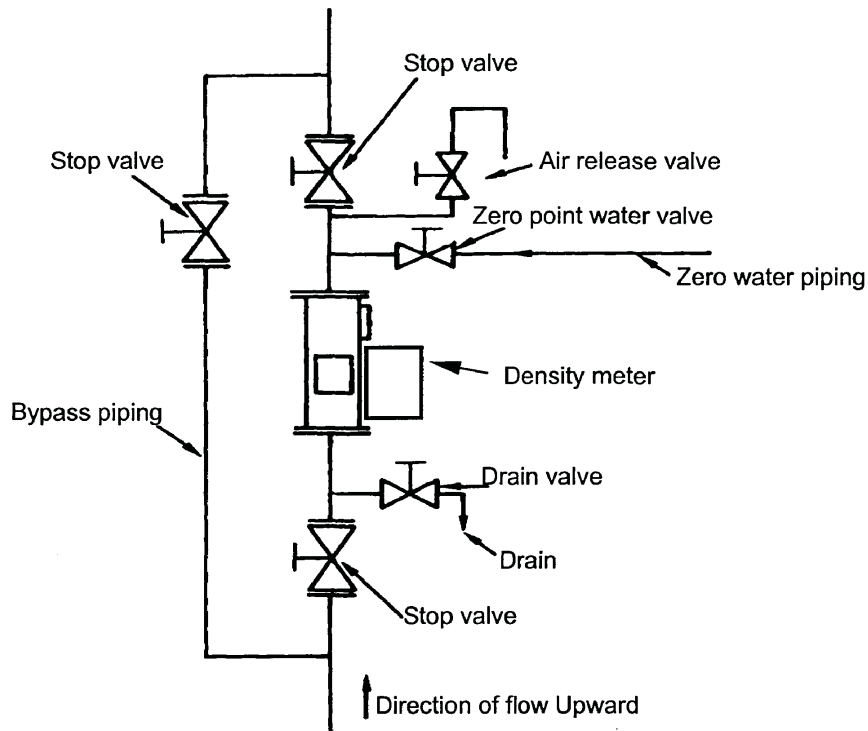 Stop valve
Stop valve
Air release valve
Zero point water valve
Zero water piping
Density meter
Bypass piping
Drain valve
Drain
Stop valve
Direction of flow Upward